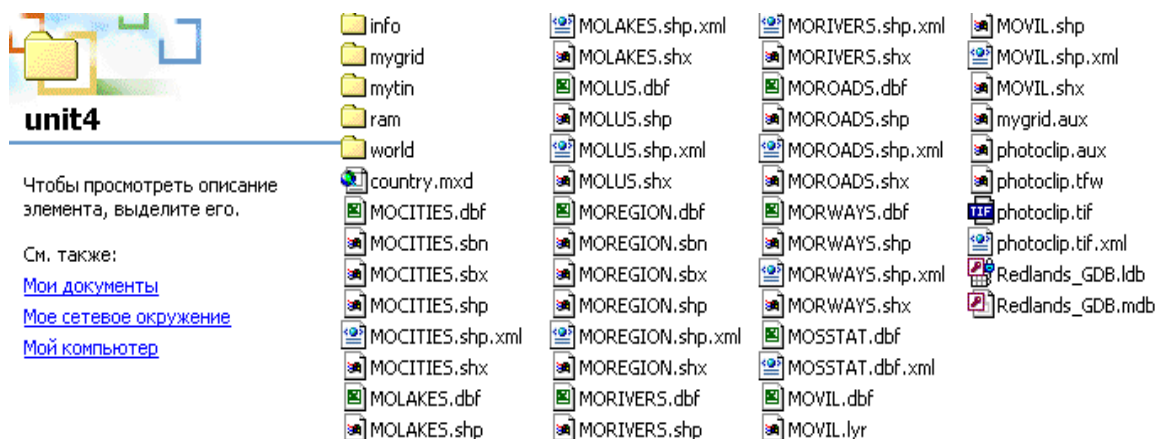 unit4
Чтобы просмотреть описание
элемента, выделите его.
См. также:
Мои документы
Мое сетевое окружение
Мой компьютер
info
mygrid
mytin
ram
world
country.mxd
MOCITIES.dbf
MOCITIES.sbn
MOCITIES.sbx
MOCITIES.shp
MOCITIES.shp.xml
MOCITIES.shx
MOLAKES.dbf
MOLAKES.shp
MOLAKES.shp.xml
MOLAKES.shx
MOLUS.dbf
MOLUS.shp
MOLUS.shp.xml
MOLUS.shx
MOREGION.dbf
MOREGION.sbn
MOREGION.sbx
MOREGION.shp
MOREGION.shp.xml
MOREGION.shx
MORIVERS.dbf
MORIVERS.shp
MORIVERS.shp.xml
MORIVERS.shx
MOROADS.dbf
MOROADS.shp
MOROADS.shp.xml
MOROADS.shx
MORWAYS.dbf
MORWAYS.shp
MORWAYS.shp.xml
MORWAYS.shx
MOSSTAT.dbf
MOSSTAT.dbf.xml
MOVIL.dbf
MOVIL.lyr
MOVIL.shp
MOVIL.shp.xml
MOVIL.shx
mygrid.aux
photoclip.aux
photoclip.tfw
TIF photoclip.tif
photoclip.tif.xml
Redlands_GDB.ldb
Redlands_GDB.mdb